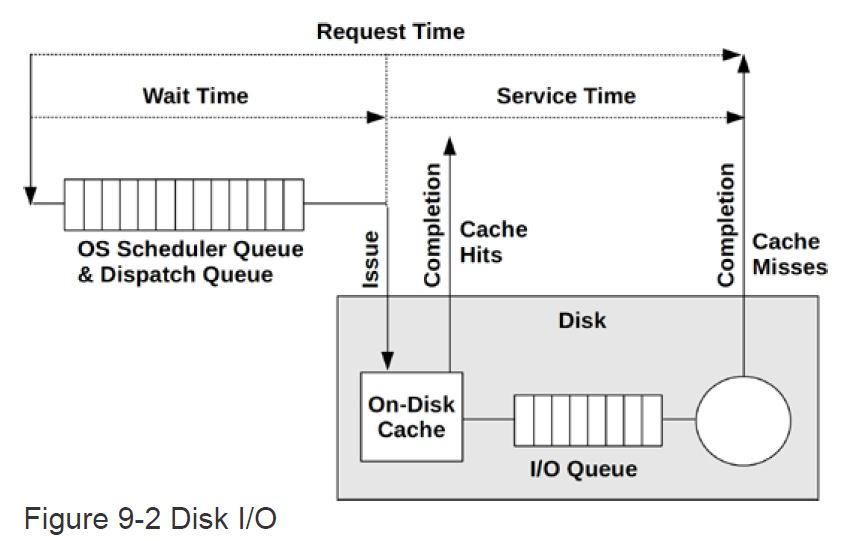 Request Time
Wait Time
Service Time
OS Scheduler Queue
& Dispatch Queue
Issue
Completion
Cache
Hits
Completion
Cache
Misses
Disk
On-Disk
Cache
I/O Queue
Figure 9-2 Disk I/O